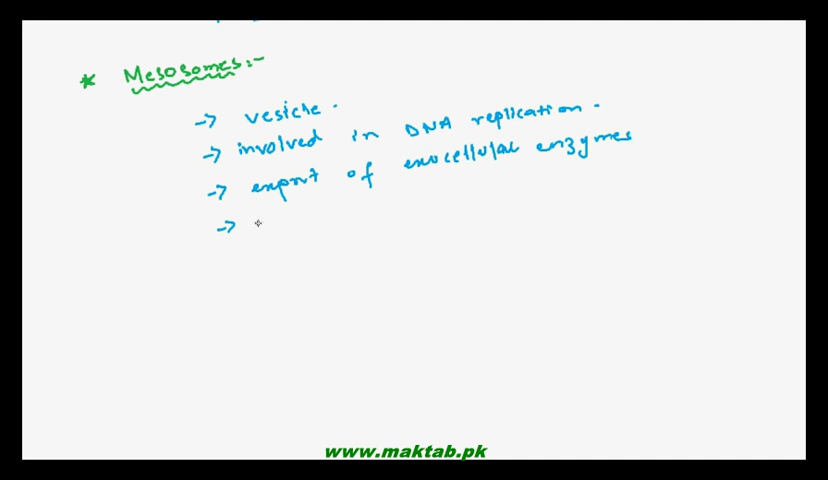 * Mesosomes:-
-> vesicle.
-> involved in DNA replication.
-> export of exocellular enzymes
->
www.maktab.pk